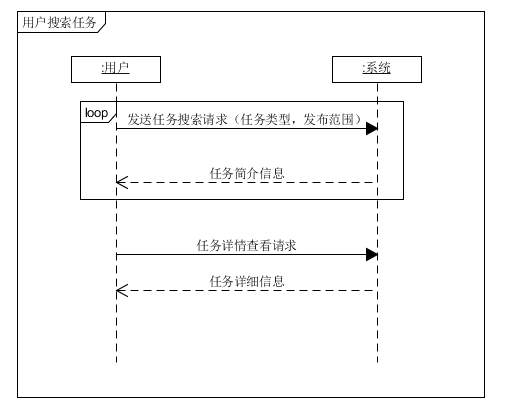 用户搜索任务
:用户
:系统
loop
发送任务搜索请求（任务类型，发布范围）
任务简介信息
任务详情查看请求
任务详细信息